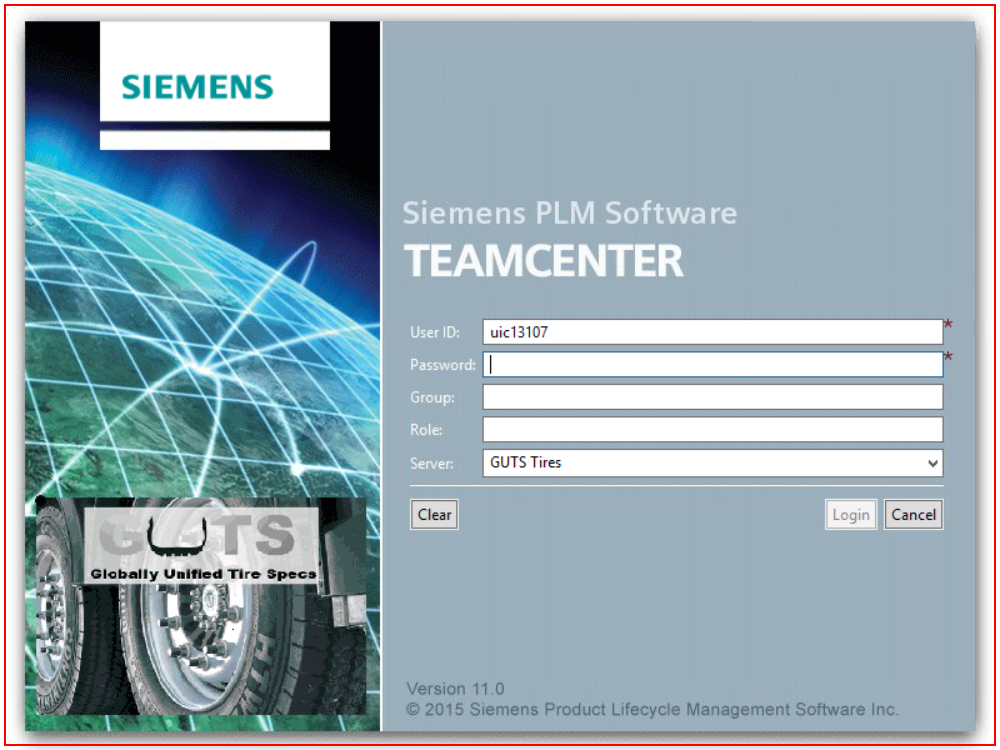 SIEMENS
Siemens PLM Software
TEAMCENTER
User ID: uic13107 *
Password: *
Group:
Role:
Server: GUTS Tires
Clear Login Cancel
GUTS
Globally Unified Tire Specs
Version 11.0
© 2015 Siemens Product Lifecycle Management Software Inc.